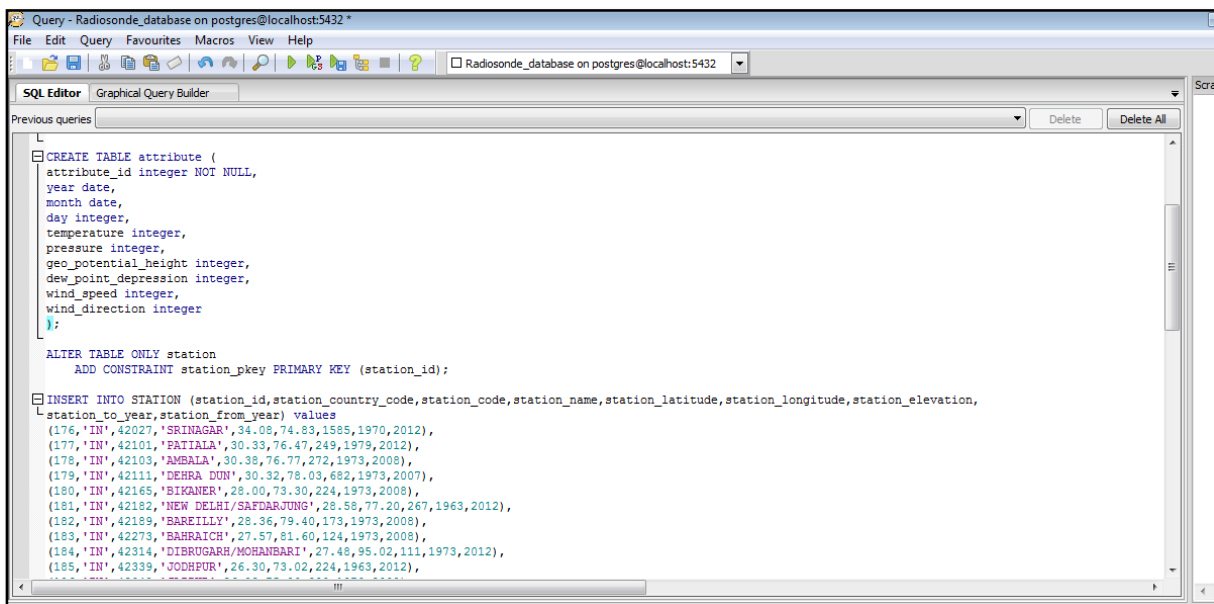 Query - Radiosonde_database on postgres@localhost:5432 *
File Edit Query Favourites Macros View Help
Radiosonde_database on postgres@localhost:5432
SQL Editor Graphical Query Builder
Scra
Previous queries Delete Delete All
CREATE TABLE attribute (
attribute_id integer NOT NULL,
year date,
month date,
day integer,
temperature integer,
pressure integer,
geo_potential_height integer,
dew_point_depression integer,
wind_speed integer,
wind_direction integer
);
ALTER TABLE ONLY station
ADD CONSTRAINT station_pkey PRIMARY KEY (station_id);
INSERT INTO STATION (station_id,station_country_code,station_code,station_name,station_latitude,station_longitude,station_elevation,
station_to_year,station_from_year) values
(176,'IN',42027,'SRINAGAR',34.08,74.83,1585,1970,2012),
(177,'IN',42101,'PATIALA',30.33,76.47,249,1979,2012),
(178,'IN',42103,'AMBALA',30.38,76.77,272,1973,2008),
(179,'IN',42111,'DEHRA DUN',30.32,78.03,682,1973,2007),
(180,'IN',42165,'BIKANER',28.00,73.30,224,1973,2008),
(181,'IN',42182,'NEW DELHI/SAFDARJUNG',28.58,77.20,267,1963,2012),
(182,'IN',42189,'BAREILLY',28.36,79.40,173,1973,2008),
(183,'IN',42273,'BAHRAICH',27.57,81.60,124,1973,2008),
(184,'IN',42314,'DIBRUGARH/MOHANBARI',27.48,95.02,111,1973,2012),
(185,'IN',42339,'JODHPUR',26.30,73.02,224,1963,2012),